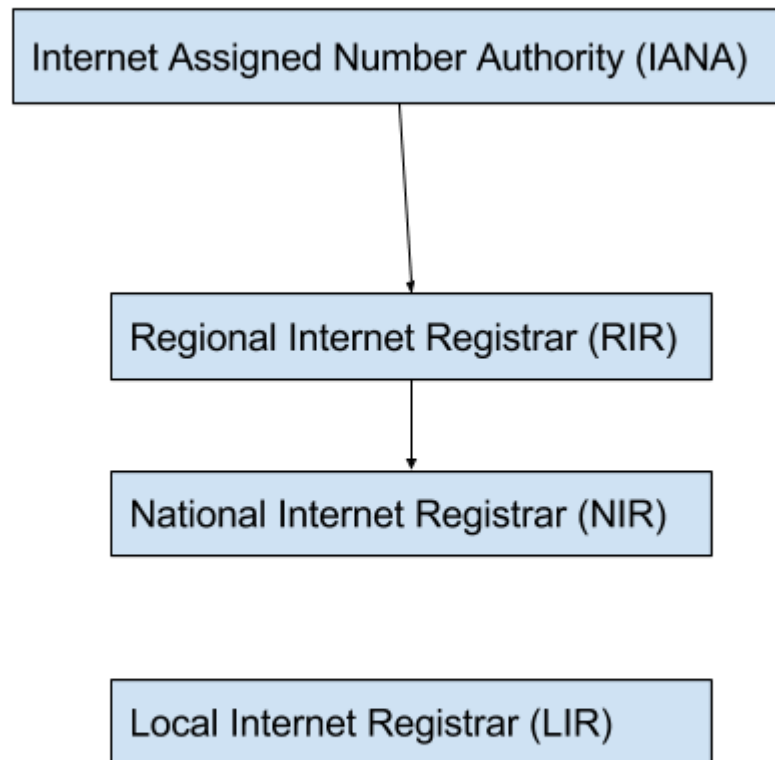 Internet Assigned Number Authority (IANA)
Regional Internet Registrar (RIR)
National Internet Registrar (NIR)
Local Internet Registrar (LIR)